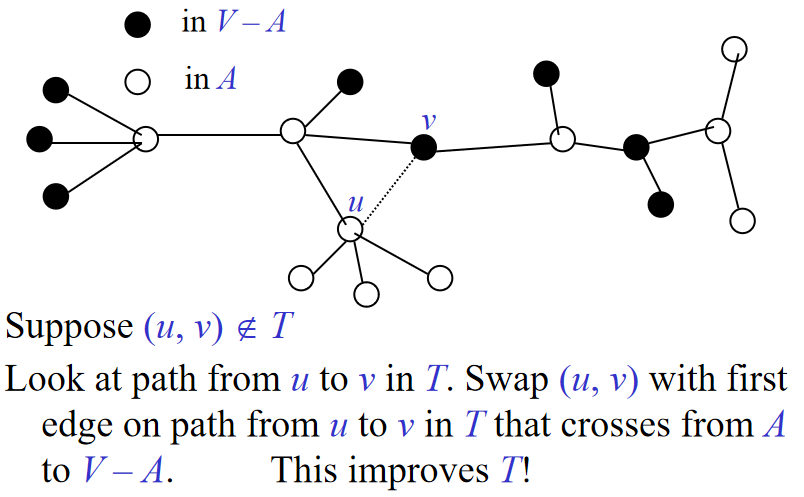 in V – A
in A
v
u
Suppose (u, v) ∉ T
Look at path from u to v in T. Swap (u, v) with first
edge on path from u to v in T that crosses from A
to V – A. This improves T!